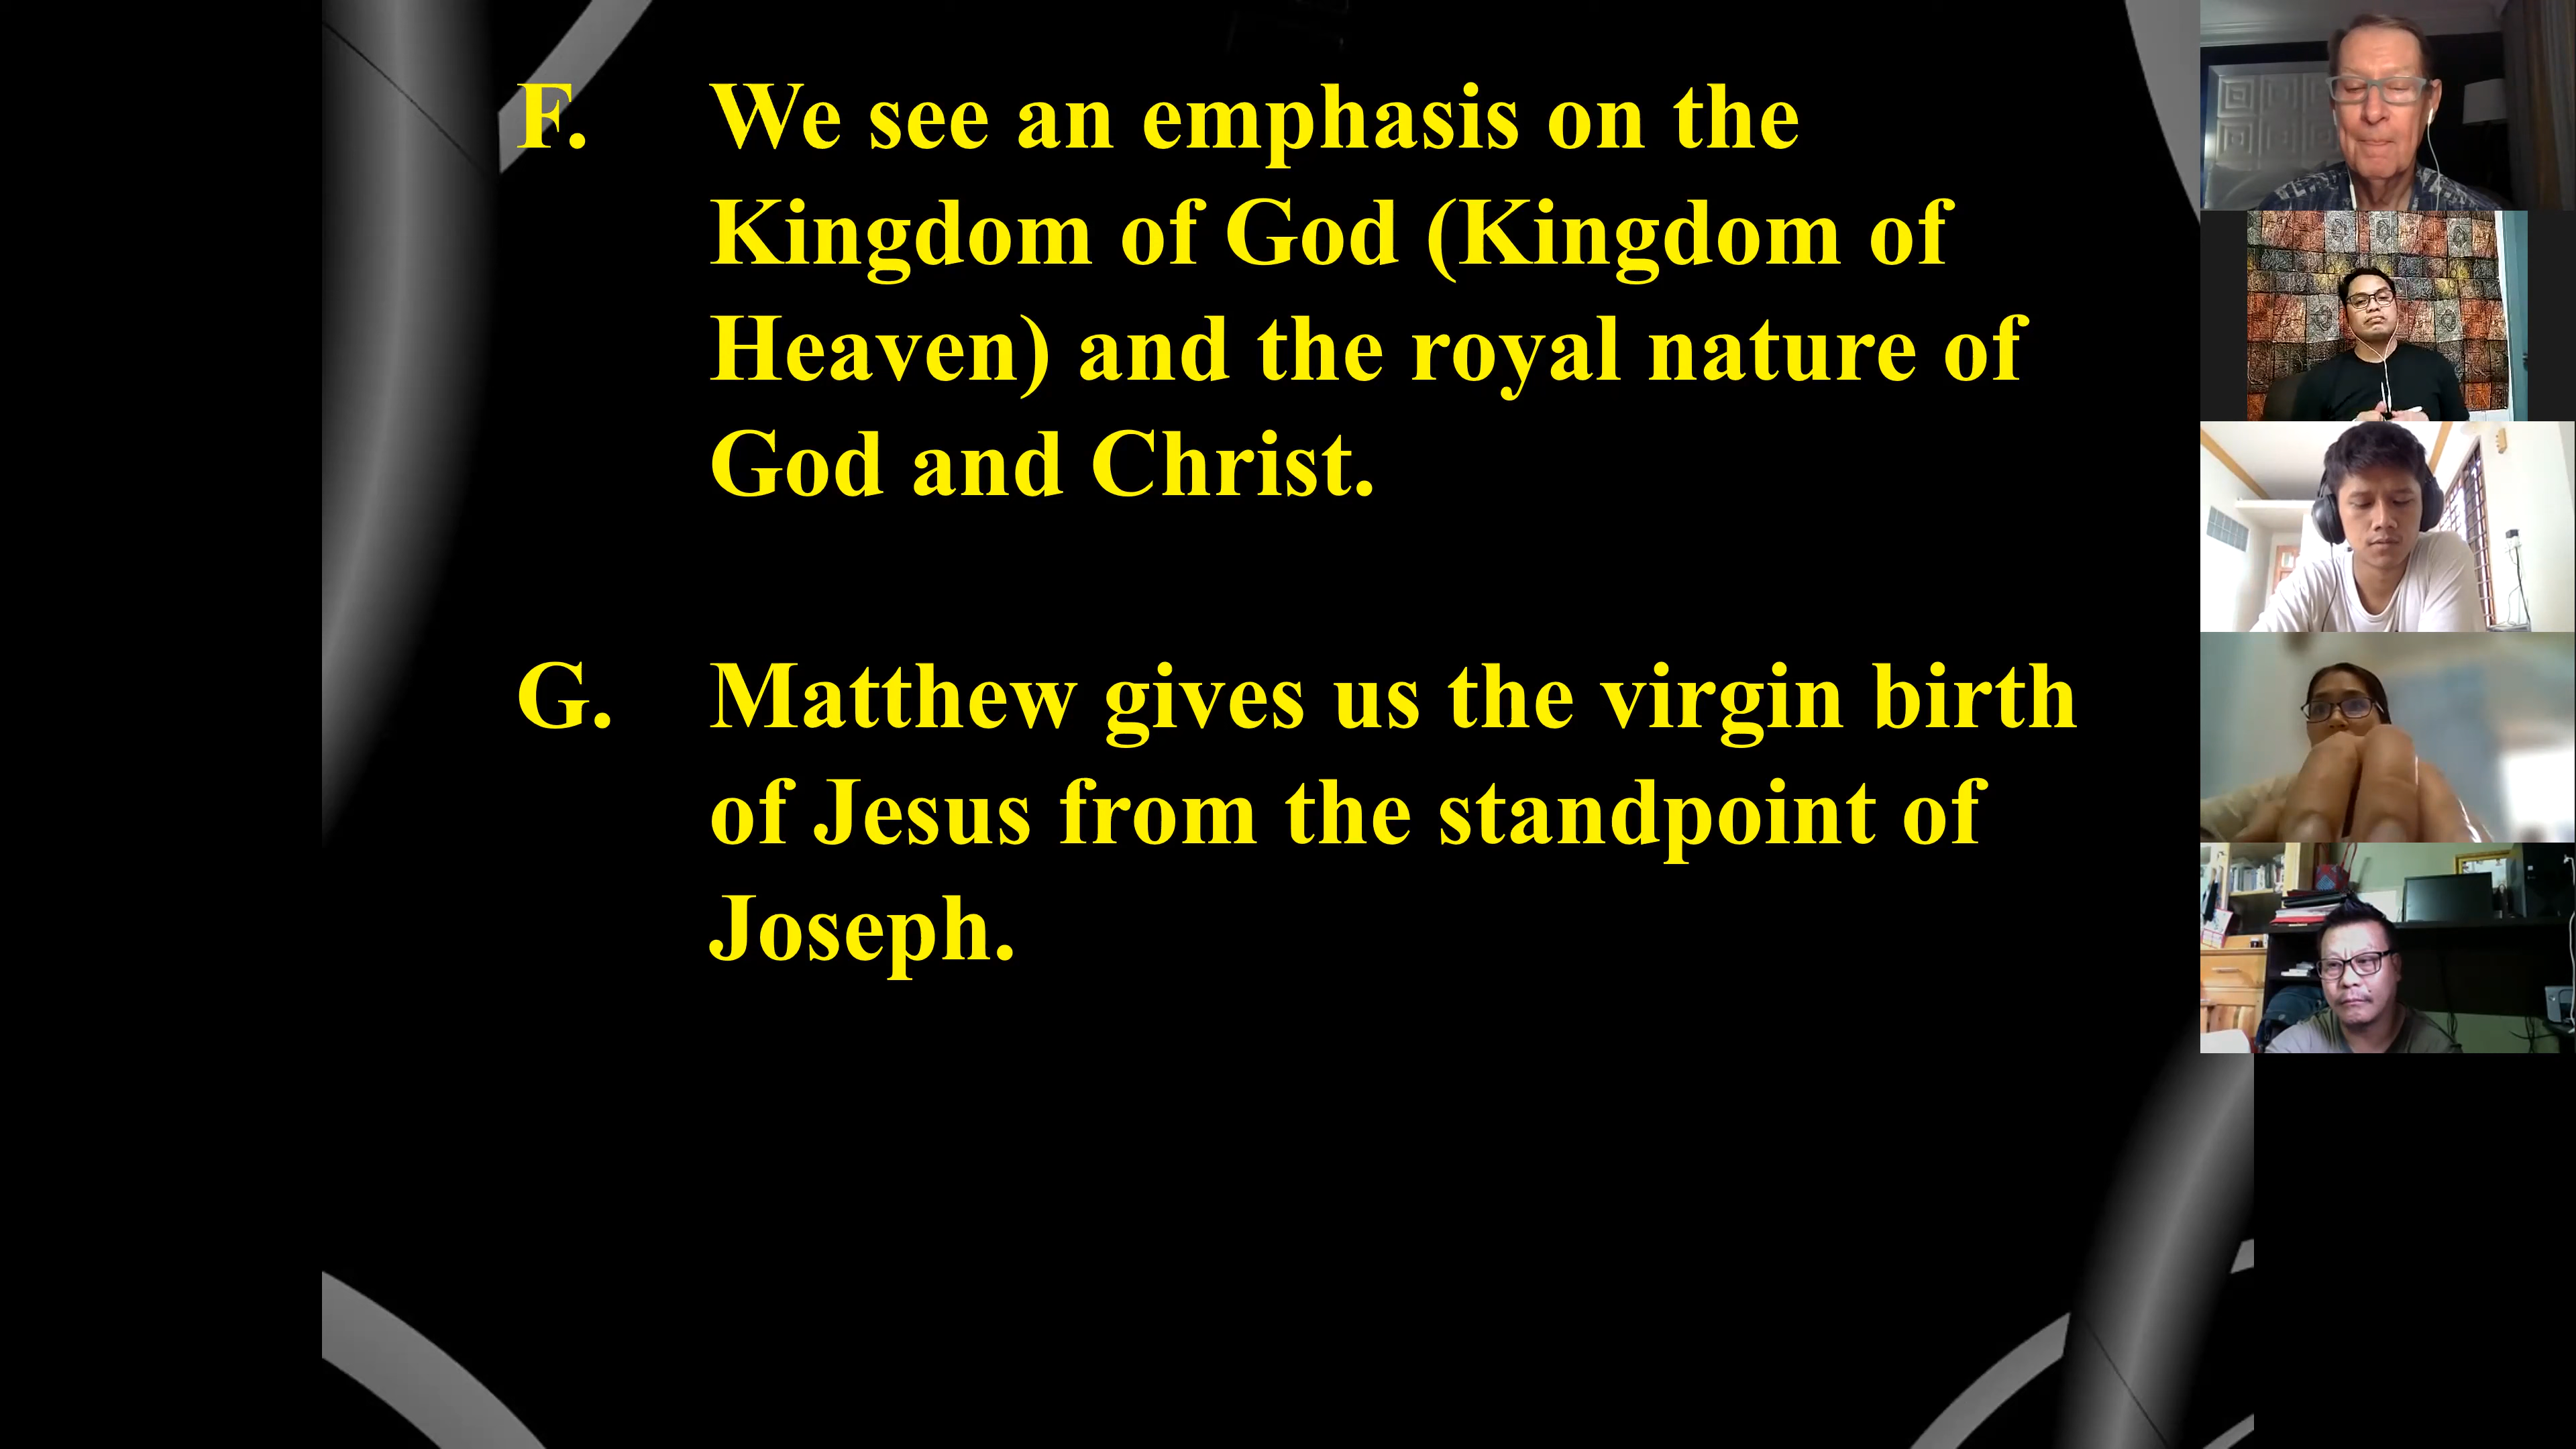 F. We see an emphasis on the
Kingdom of God (Kingdom of
Heaven) and the royal nature of
God and Christ.
G. Matthew gives us the virgin birth
of Jesus from the standpoint of
Joseph.